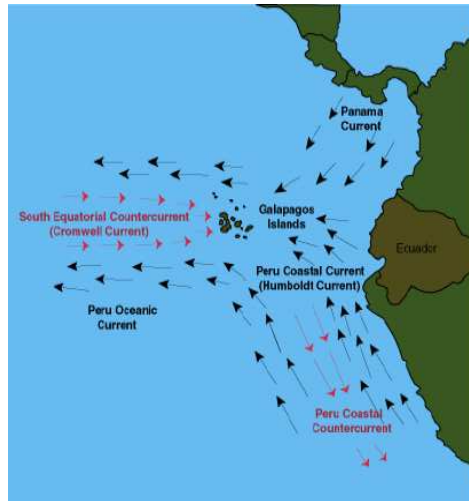 Panama
Current
South Equatorial Countercurrent
(Cromwell Current)
Galapagos
Islands
Ecuador
Peru Coastal Current
(Humboldt Current)
Peru Oceanic
Current
Peru Coastal
Countercurrent